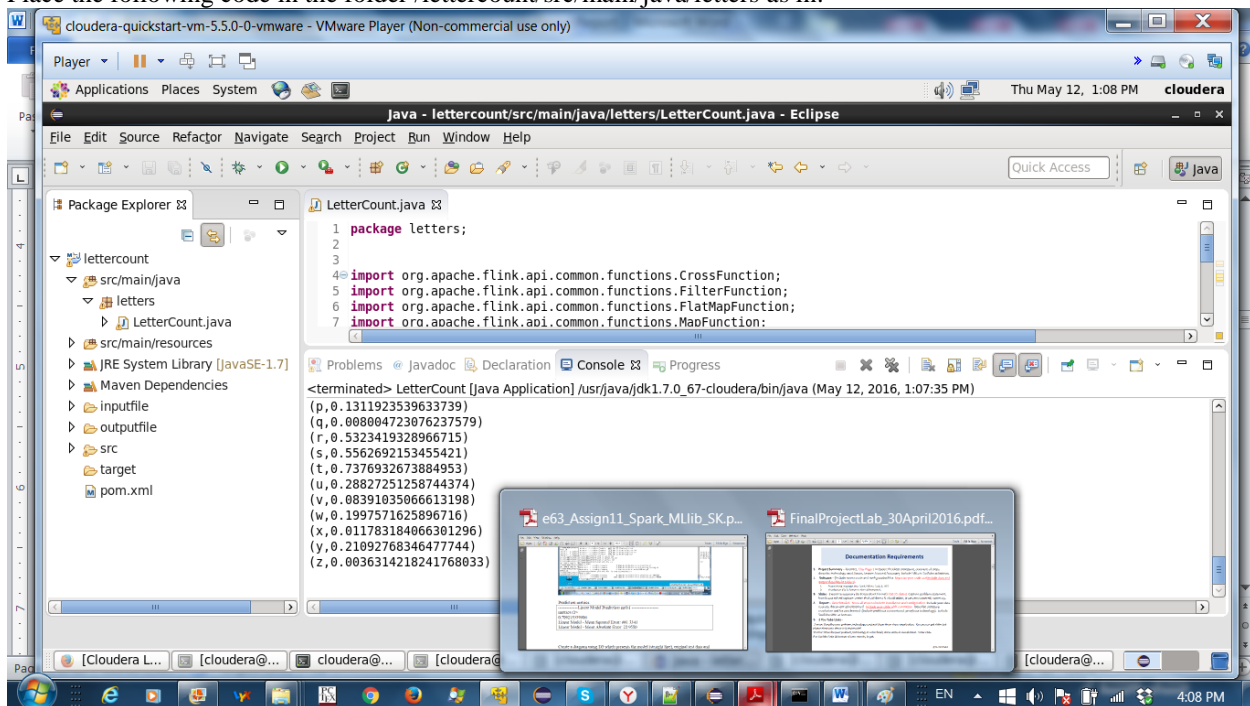 Place the following code in the folder /lettercount/src/main/java/letters as in:
cloudera-quickstart-vm-5.5.0-0-vmware - VMware Player (Non-commercial use only)
Player
Applications Places System Thu May 12, 1:08 PM cloudera
Java - lettercount/src/main/java/letters/LetterCount.java - Eclipse
File Edit Source Refactor Navigate Search Project Run Window Help
Quick Access Java
Package Explorer
LetterCount.java
1 package letters;
2
3
4 import org.apache.flink.api.common.functions.CrossFunction;
5 import org.apache.flink.api.common.functions.FilterFunction;
6 import org.apache.flink.api.common.functions.FlatMapFunction;
7 import org.apache.flink.api.common.functions.MapFunction;
lettercount
src/main/java
letters
LetterCount.java
src/main/resources
JRE System Library [JavaSE-1.7]
Maven Dependencies
inputfile
outputfile
src
target
pom.xml
Problems Javadoc Declaration Console Progress
<terminated> LetterCount [Java Application] /usr/java/jdk1.7.0_67-cloudera/bin/java (May 12, 2016, 1:07:35 PM)
(p,0.1311923539633739)
(q,0.008004723076237579)
(r,0.5323419328966715)
(s,0.5562692153455421)
(t,0.7376932673884953)
(u,0.28827251258744374)
(v,0.08391035066613198)
(w,0.1997571625896716)
(x,0.011783184066301296)
(y,0.21092768346477744)
(z,0.0036314218241768033)
e63_Assign11_Spark_MLlib_SK.p...
FinalProjectLab_30April2016.pdf...
Documentation Requirements
[Cloudera L... [cloudera@... cloudera@... [cloudera@ [cloudera@...
EN 4:08 PM